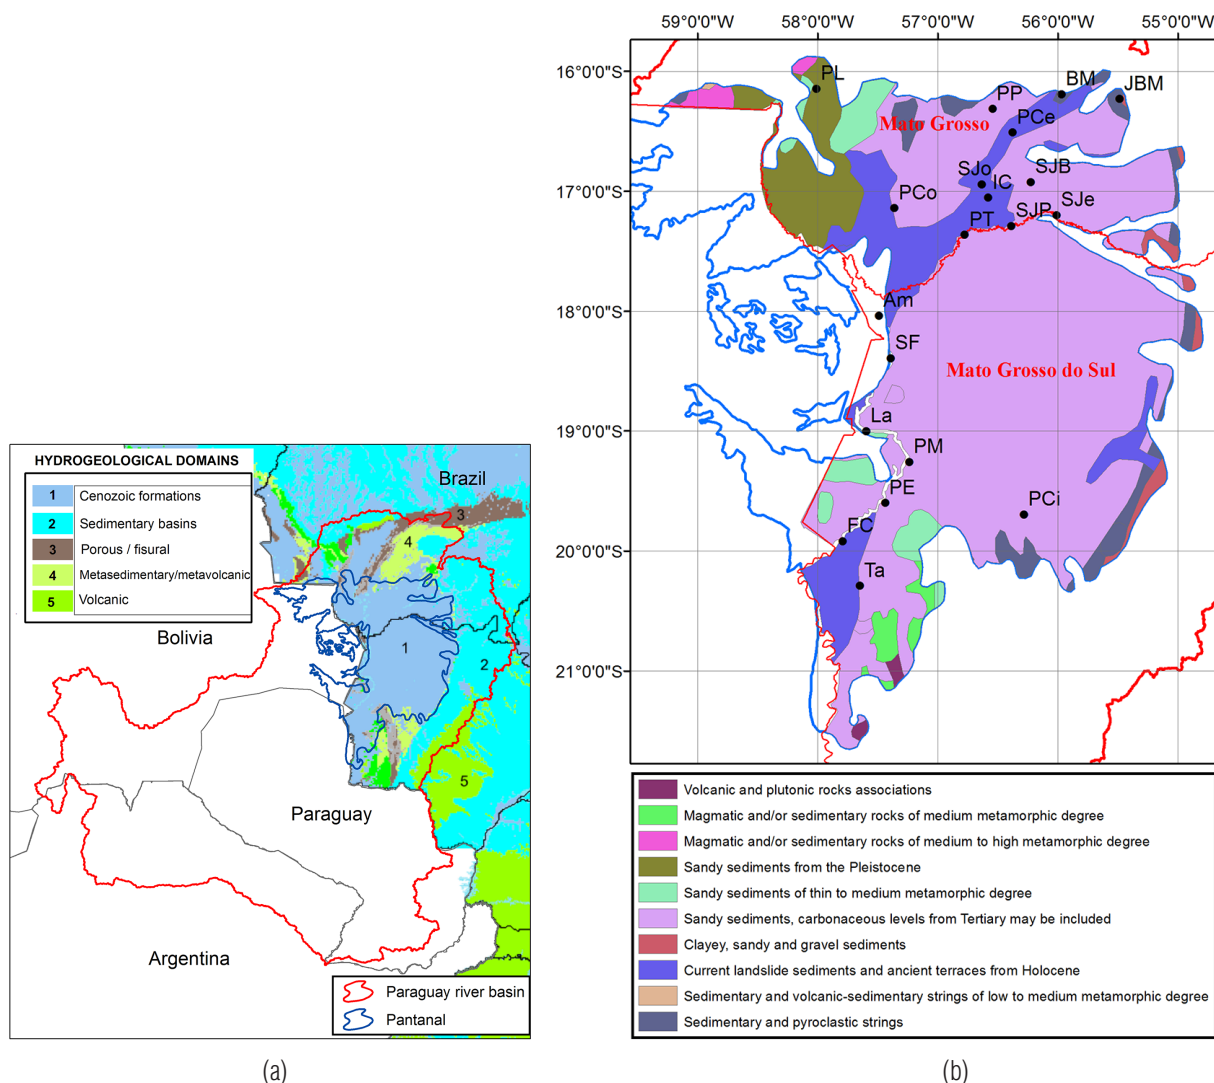 HYDROGEOLOGICAL DOMAINS
1 Cenozoic formations
2 Sedimentary basins
3 Porous / fisural
4 Metasedimentary/metavolcanic
5 Volcanic
Brazil
3
4
Bolivia
1
2
5
Paraguay
Argentina
Paraguay river basin
Pantanal
(a)
59°0'0"W 58°0'0"W 57°0'0"W 56°0'0"W 55°0'0"W
16°0'0"S
17°0'0"S
18°0'0"S
19°0'0"S
20°0'0"S
21°0'0"S
PL
BM
JBM
PP
Mato Grosso
PCe
SJo
IC
SJB
PCo
SJP
SJe
PT
Am
SF
Mato Grosso do Sul
La
PM
PE
PCi
FC
Ta
Volcanic and plutonic rocks associations
Magmatic and/or sedimentary rocks of medium metamorphic degree
Magmatic and/or sedimentary rocks of medium to high metamorphic degree
Sandy sediments from the Pleistocene
Sandy sediments of thin to medium metamorphic degree
Sandy sediments, carbonaceous levels from Tertiary may be included
Clayey, sandy and gravel sediments
Current landslide sediments and ancient terraces from Holocene
Sedimentary and volcanic-sedimentary strings of low to medium metamorphic degree
Sedimentary and pyroclastic strings
(b)